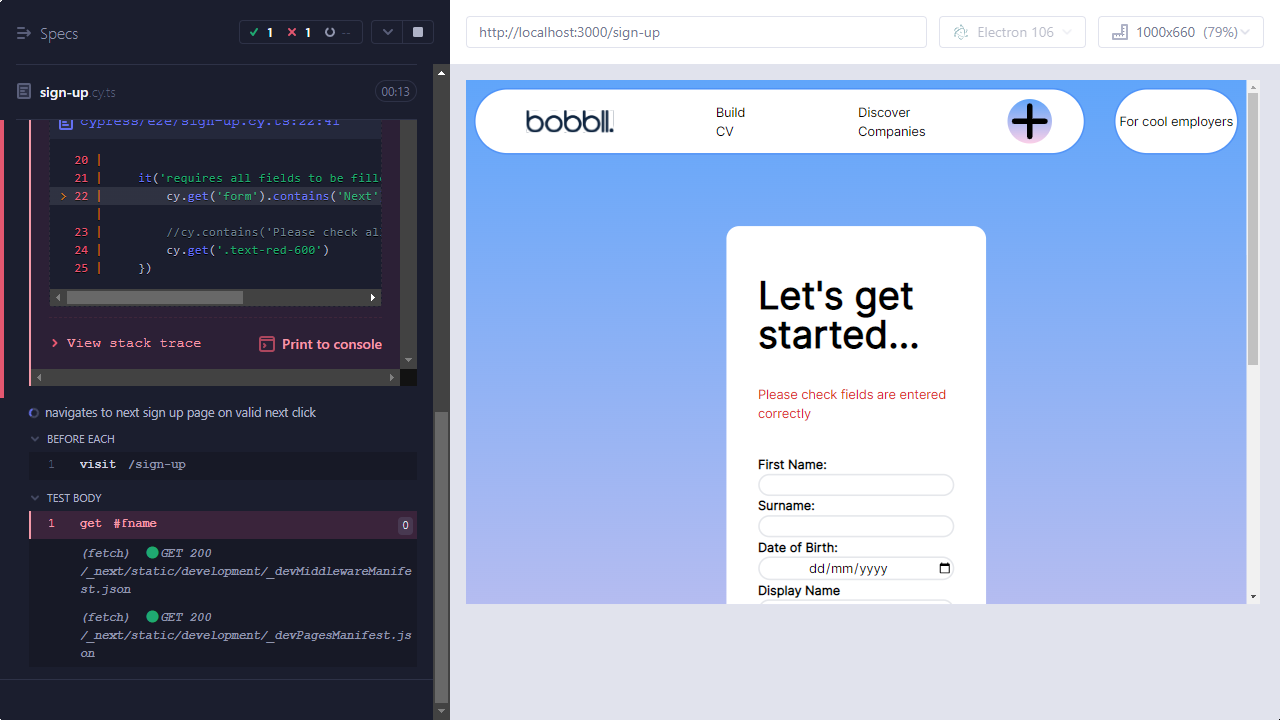 Specs
1 1 --
sign-up.cy.ts
00:13
cypress/e2e/sign-up.cy.ts:22:41
20 |
21 | it('requires all fields to be fille
> 22 | cy.get('form').contains('Next'
|
23 | //cy.contains('Please check al
24 | cy.get('.text-red-600')
25 | })
View stack trace
Print to console
navigates to next sign up page on valid next click
BEFORE EACH
1 visit /sign-up
TEST BODY
1 get #fname 0
(fetch) GET 200
/_next/static/development/_devMiddlewareManife
st.json
(fetch) GET 200
/_next/static/development/_devPagesManifest.js
on
http://localhost:3000/sign-up
Electron 106
1000x660 (79%)
bobbll.
Build
CV
Discover
Companies
For cool employers
Let's get
started...
Please check fields are entered
correctly
First Name:
Surname:
Date of Birth:
dd/mm/yyyy
Display Name